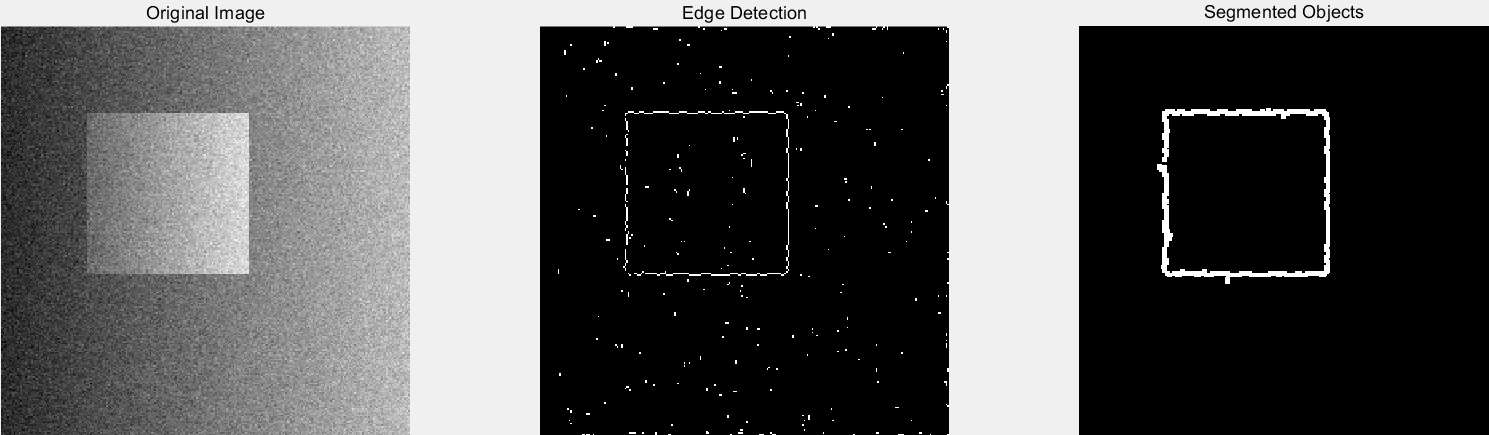 Original Image
Edge Detection
Segmented Objects